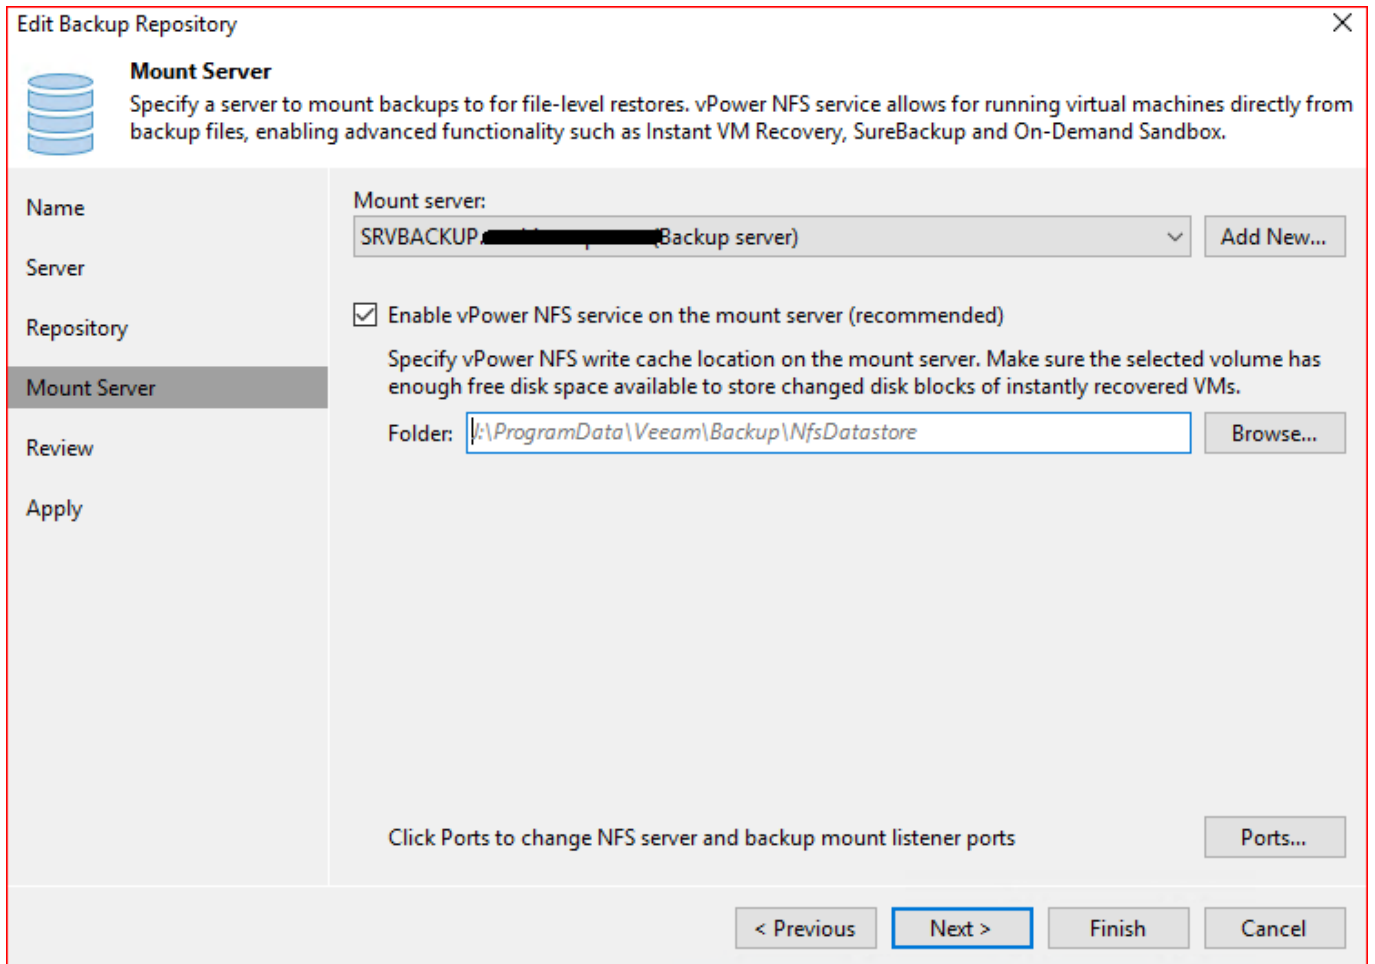 Edit Backup Repository
Mount Server
Specify a server to mount backups to for file-level restores. vPower NFS service allows for running virtual machines directly from
backup files, enabling advanced functionality such as Instant VM Recovery, SureBackup and On-Demand Sandbox.
Name
Server
Repository
Mount Server
Review
Apply
Mount server:
SRVBACKUP. (Backup server)
Add New...
Enable vPower NFS service on the mount server (recommended)
Specify vPower NFS write cache location on the mount server. Make sure the selected volume has
enough free disk space available to store changed disk blocks of instantly recovered VMs.
Folder:
:\ProgramData\Veeam\Backup\NfsDatastore
Browse...
Click Ports to change NFS server and backup mount listener ports
Ports...
< Previous
Next >
Finish
Cancel